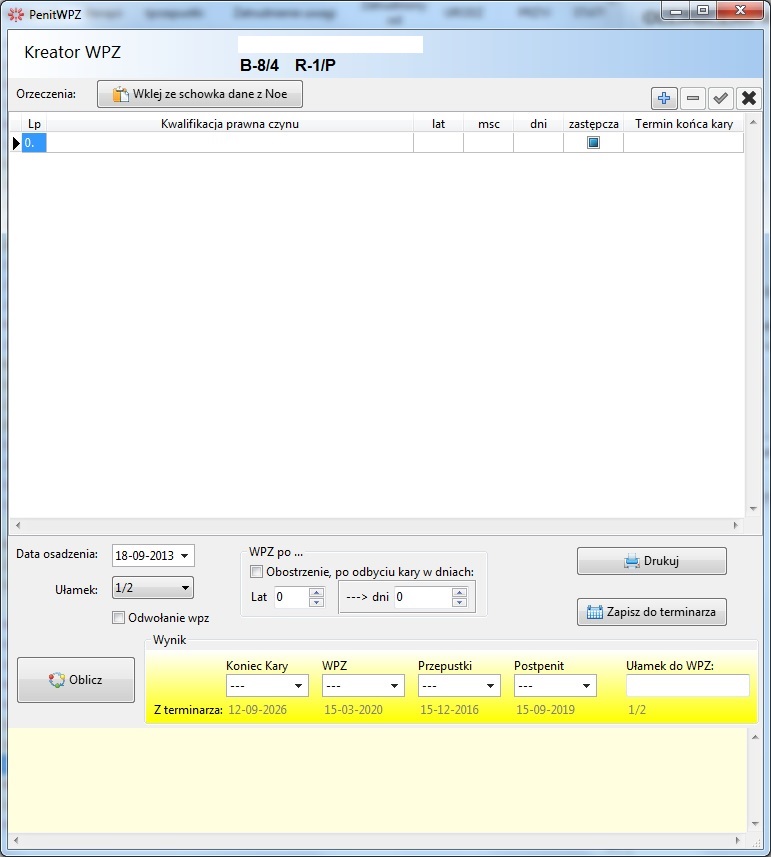 PenitWPZ
Kreator WPZ
B-8/4 R-1/P
Orzeczenia: Wklej ze schowka dane z Noe
Lp Kwalifikacja prawna czynu lat msc dni zastępcza Termin końca kary
0.
Data osadzenia: 18-09-2013
Ułamek: 1/2
Odwołanie wpz
WPZ po ...
Obostrzenie, po odbyciu kary w dniach:
Lat 0 ---> dni 0
Drukuj
Zapisz do terminarza
Oblicz
Wynik
Koniec Kary WPZ Przepustki Postpenit Ułamek do WPZ:
--- --- --- ---
Z terminarza: 12-09-2026 15-03-2020 15-12-2016 15-09-2019 1/2